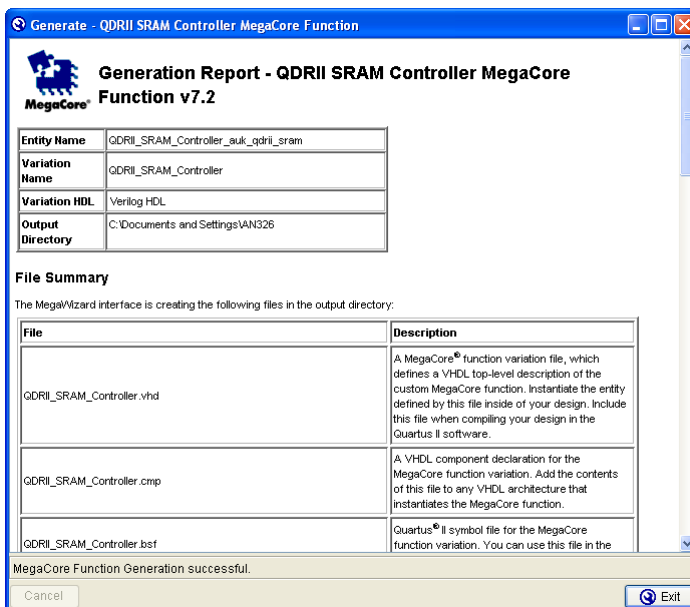 Generate - QDRII SRAM Controller MegaCore Function
MegaCore®
Generation Report - QDRII SRAM Controller MegaCore
Function v7.2
Entity Name QDRII_SRAM_Controller_auk_qdrii_sram
Variation
Name QDRII_SRAM_Controller
Variation HDL Verilog HDL
Output
Directory C:\Documents and Settings\AN326
File Summary
The MegaWizard interface is creating the following files in the output directory:
File Description
QDRII_SRAM_Controller.vhd
A MegaCore® function variation file, which
defines a VHDL top-level description of the
custom MegaCore function. Instantiate the entity
defined by this file inside of your design. Include
this file when compiling your design in the
Quartus II software.
QDRII_SRAM_Controller.cmp
A VHDL component declaration for the
MegaCore function variation. Add the contents
of this file to any VHDL architecture that
instantiates the MegaCore function.
QDRII_SRAM_Controller.bsf
Quartus® II symbol file for the MegaCore
function variation. You can use this file in the
MegaCore Function Generation successful.
Cancel
Exit